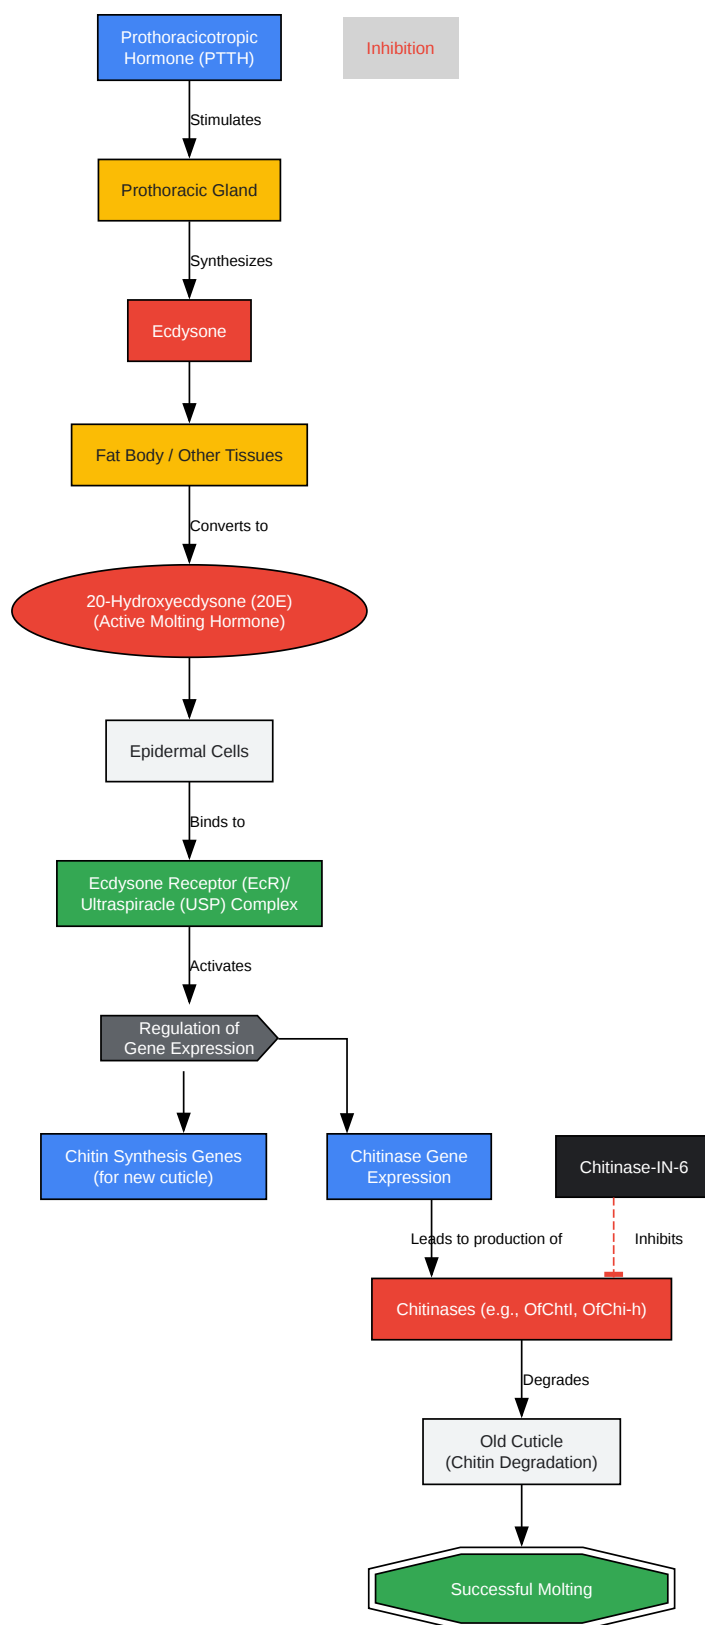 Prothoracicotropic
Hormone (PTTH)
Inhibition
Stimulates
Prothoracic Gland
Synthesizes
Ecdysone
Fat Body / Other Tissues
Converts to
20-Hydroxyecdysone (20E)
(Active Molting Hormone)
Epidermal Cells
Binds to
Ecdysone Receptor (EcR)/
Ultraspiracle (USP) Complex
Activates
Regulation of
Gene Expression
Chitin Synthesis Genes
(for new cuticle)
Chitinase Gene
Expression
Chitinase-IN-6
Leads to production of
Inhibits
Chitinases (e.g., OfChtI, OfChi-h)
Degrades
Old Cuticle
(Chitin Degradation)
Successful Molting